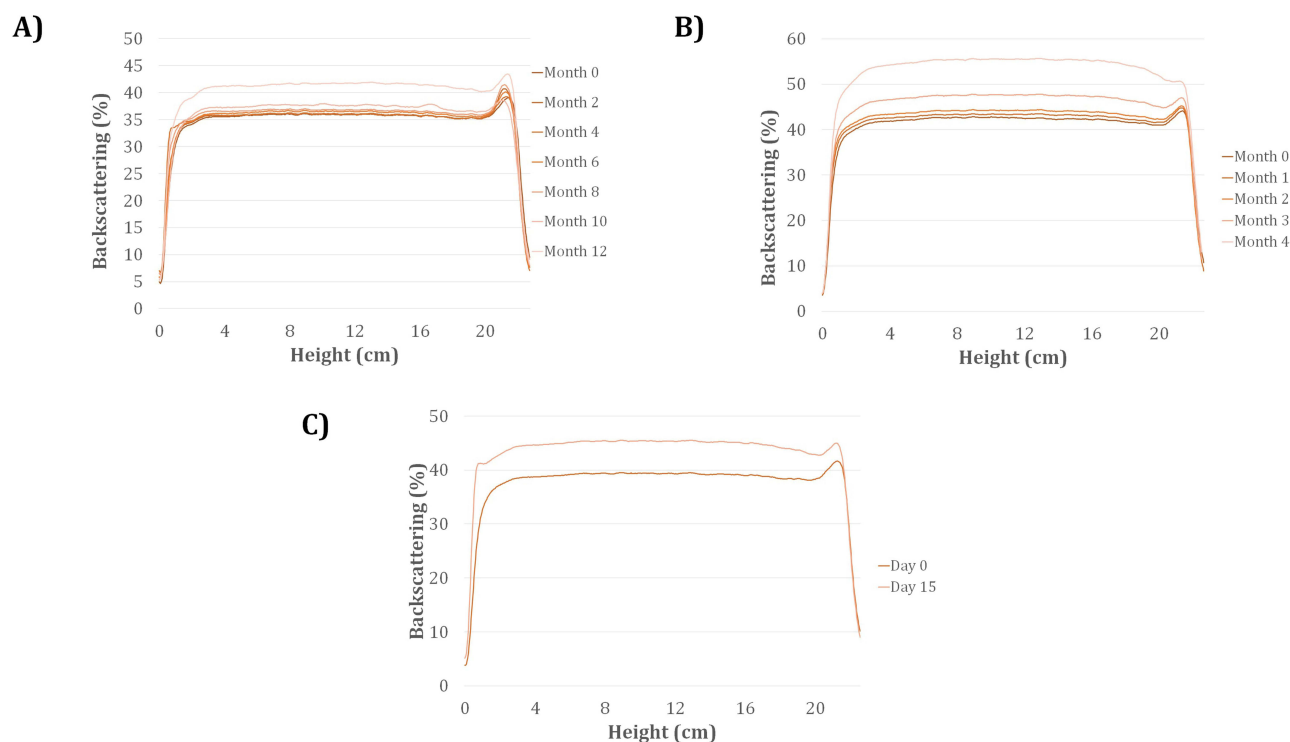 A)
50
45
40
35
30
25
20
15
10
5
0
Backscattering (%)
0 4 8 12 16 20
Height (cm)
Month 0
Month 2
Month 4
Month 6
Month 8
Month 10
Month 12
B)
60
50
40
30
20
10
0
Backscattering (%)
0 4 8 12 16 20
Height (cm)
Month 0
Month 1
Month 2
Month 3
Month 4
C)
50
40
30
20
10
0
Backscattering (%)
0 4 8 12 16 20
Height (cm)
Day 0
Day 15